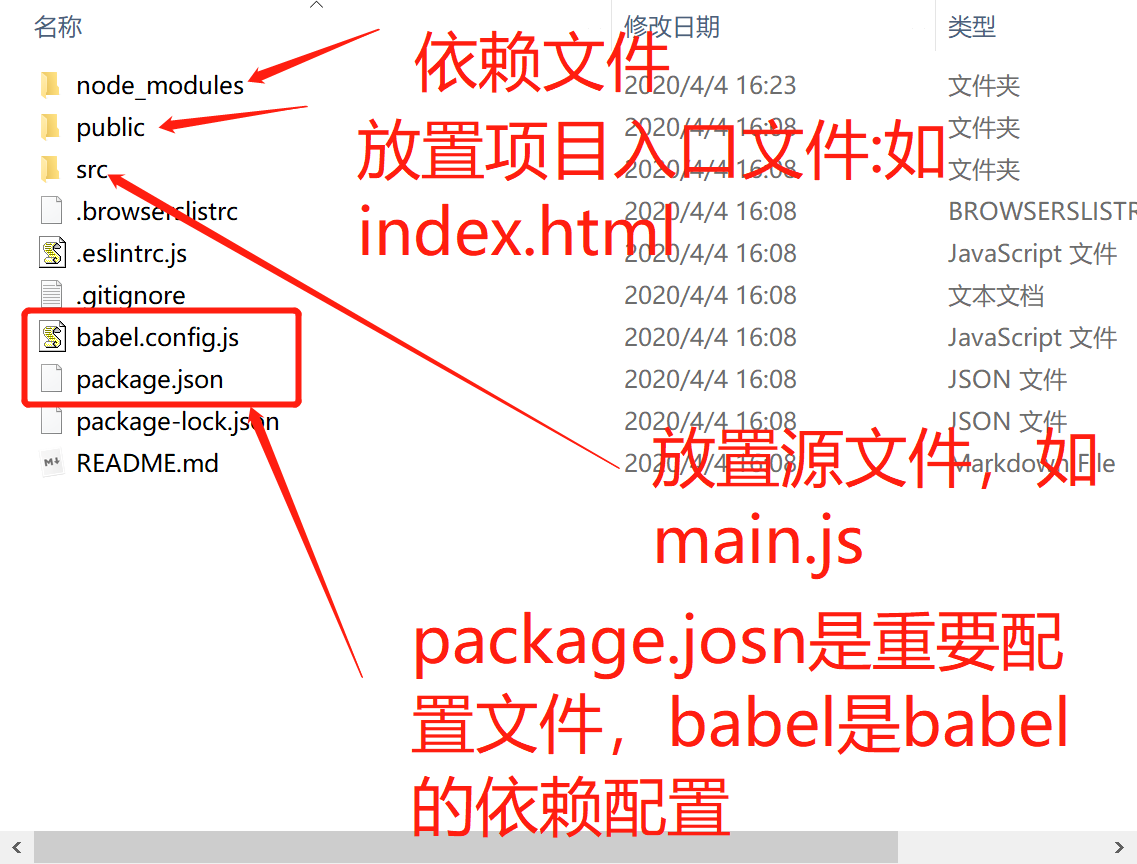 名称 修改日期 类型
依赖文件
node_modules 2020/4/4 16:23 文件夹
public 2020/4/4 16:08 文件夹
放置项目入口文件:如
src 2020/4/4 16:08 文件夹
.browserslistrc 2020/4/4 16:08 BROWSERSLISTR
index.html
.eslintrc.js 2020/4/4 16:08 JavaScript 文件
.gitignore 2020/4/4 16:08 文本文档
babel.config.js 2020/4/4 16:08 JavaScript 文件
package.json 2020/4/4 16:08 JSON 文件
package-lock.json 2020/4/4 16:08 JSON 文件
README.md 2020/4/4 16:08 Markdown File
放置源文件，如
main.js
package.josn是重要配
置文件，babel是babel
的依赖配置